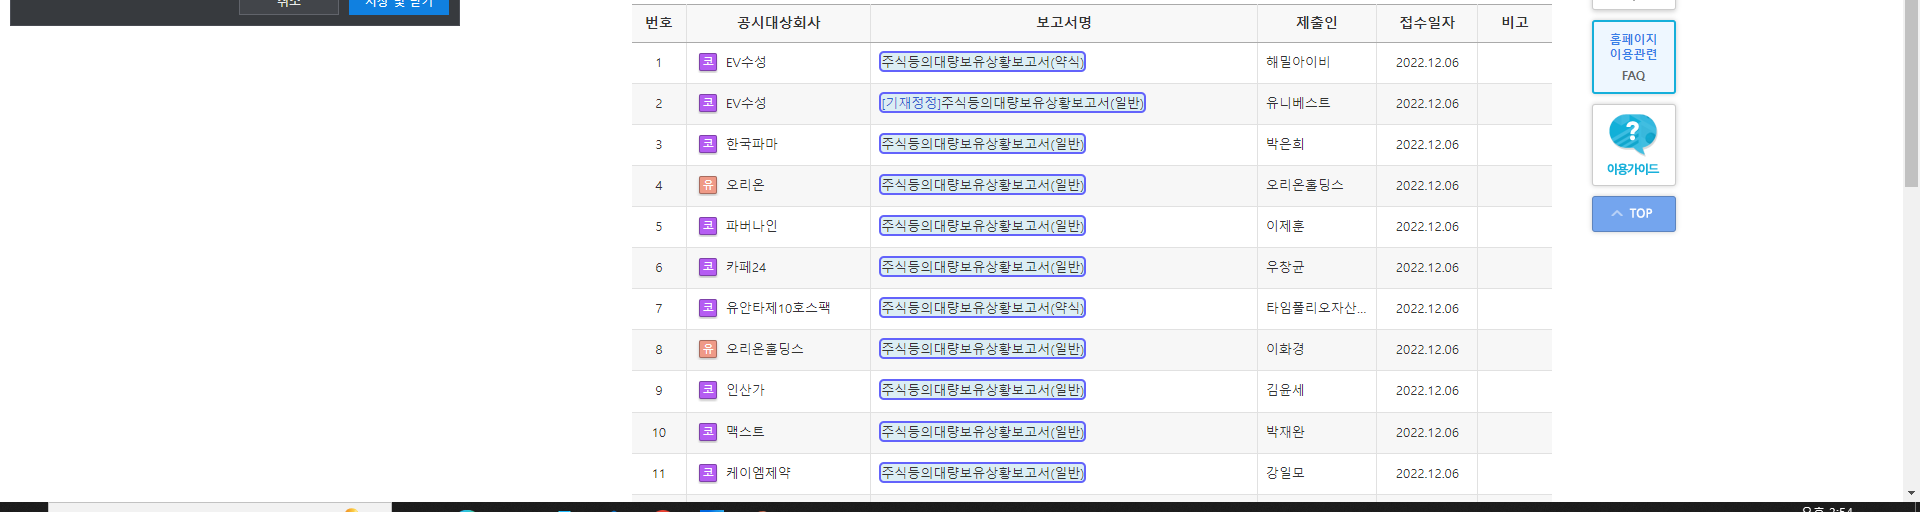 취소 저장 및 닫기
번호 공시대상회사 보고서명 제출인 접수일자 비고
1 코 EV수성 주식등의대량보유상황보고서(약식) 해밀아이비 2022.12.06
2 코 EV수성 [기재정정]주식등의대량보유상황보고서(일반) 유니베스트 2022.12.06
3 코 한국파마 주식등의대량보유상황보고서(일반) 박은희 2022.12.06
4 유 오리온 주식등의대량보유상황보고서(일반) 오리온홀딩스 2022.12.06
5 코 파버나인 주식등의대량보유상황보고서(일반) 이제훈 2022.12.06
6 코 카페24 주식등의대량보유상황보고서(일반) 우창균 2022.12.06
7 코 유안타제10호스팩 주식등의대량보유상황보고서(약식) 타임폴리오자산... 2022.12.06
8 유 오리온홀딩스 주식등의대량보유상황보고서(일반) 이화경 2022.12.06
9 코 인산가 주식등의대량보유상황보고서(일반) 김윤세 2022.12.06
10 코 맥스트 주식등의대량보유상황보고서(일반) 박재완 2022.12.06
11 코 케이엠제약 주식등의대량보유상황보고서(일반) 강일모 2022.12.06
홈페이지
이용관련
FAQ
?
이용가이드
TOP
오후 2:54